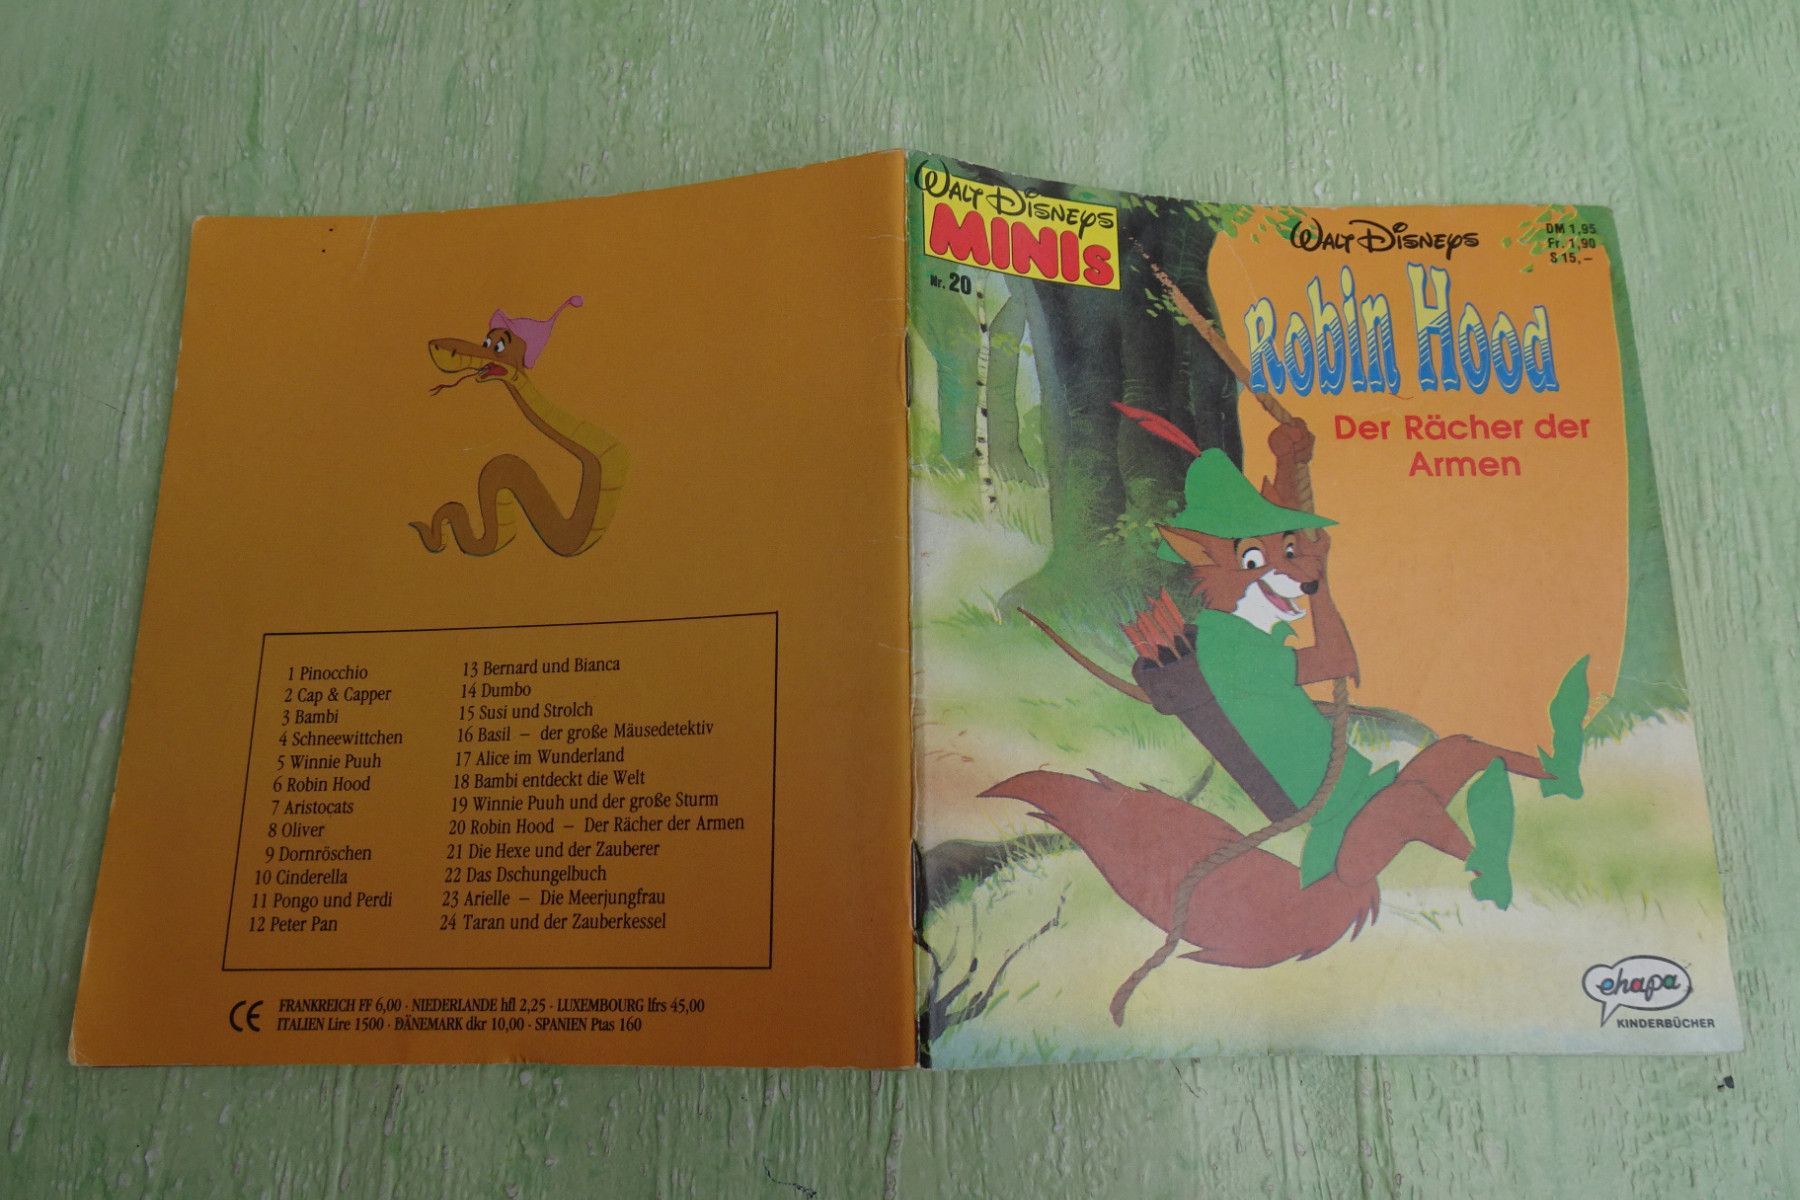 1 Pinocchio
2 Cap & Capper
3 Bambi
4 Schneewittchen
5 Winnie Puuh
6 Robin Hood
7 Aristocats
8 Oliver
9 Dornröschen
10 Cinderella
11 Pongo und Perdi
12 Peter Pan
13 Bernard und Bianca
14 Dumbo
15 Susi und Strolch
16 Basil – der große Mäusedetektiv
17 Alice im Wunderland
18 Bambi entdeckt die Welt
19 Winnie Puuh und der große Sturm
20 Robin Hood – Der Rächer der Armen
21 Die Hexe und der Zauberer
22 Das Dschungelbuch
23 Arielle – Die Meerjungfrau
24 Taran und der Zauberkessel
CE
FRANKREICH FF 6,00 · NIEDERLANDE hfl 2,25 · LUXEMBOURG lfrs 45,00
ITALIEN Lire 1500 · DÄNEMARK dkr 10,00 · SPANIEN Ptas 160
WALT DISNEYS
MINIS
Nr. 20
WALT DISNEYS
DM 1,95
Fr. 1,90
S 15,–
Robin Hood
Der Rächer der
Armen
ehapa
KINDERBÜCHER